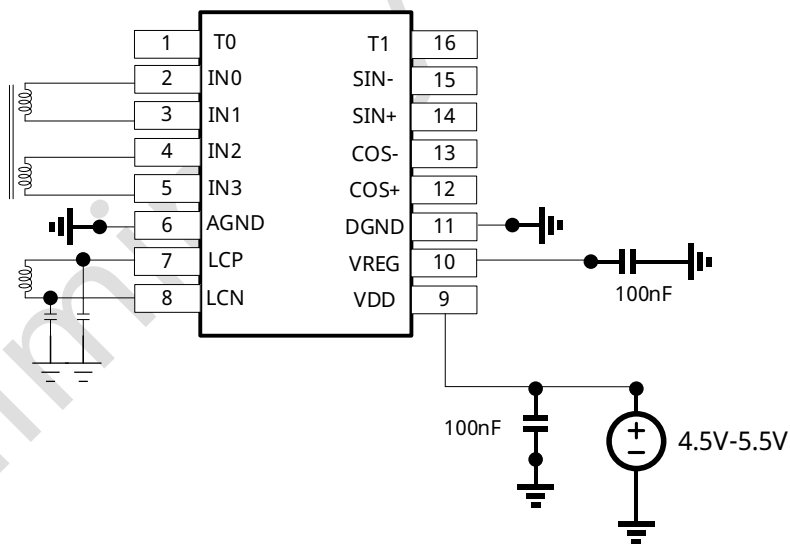 1 T0 T1 16
2 IN0 SIN- 15
3 IN1 SIN+ 14
4 IN2 COS- 13
5 IN3 COS+ 12
6 AGND DGND 11
7 LCP VREG 10
8 LCN VDD 9
100nF
100nF
+
−
4.5V-5.5V